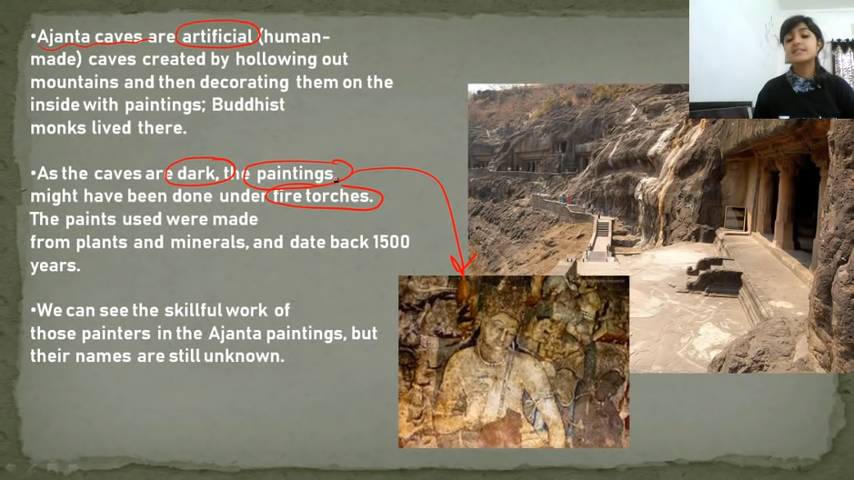 •Ajanta caves are artificial (human-
made) caves created by hollowing out
mountains and then decorating them on the
inside with paintings; Buddhist
monks lived there.
•As the caves are dark, the paintings
might have been done under fire torches.
The paints used were made
from plants and minerals, and date back 1500
years.
•We can see the skillful work of
those painters in the Ajanta paintings, but
their names are still unknown.